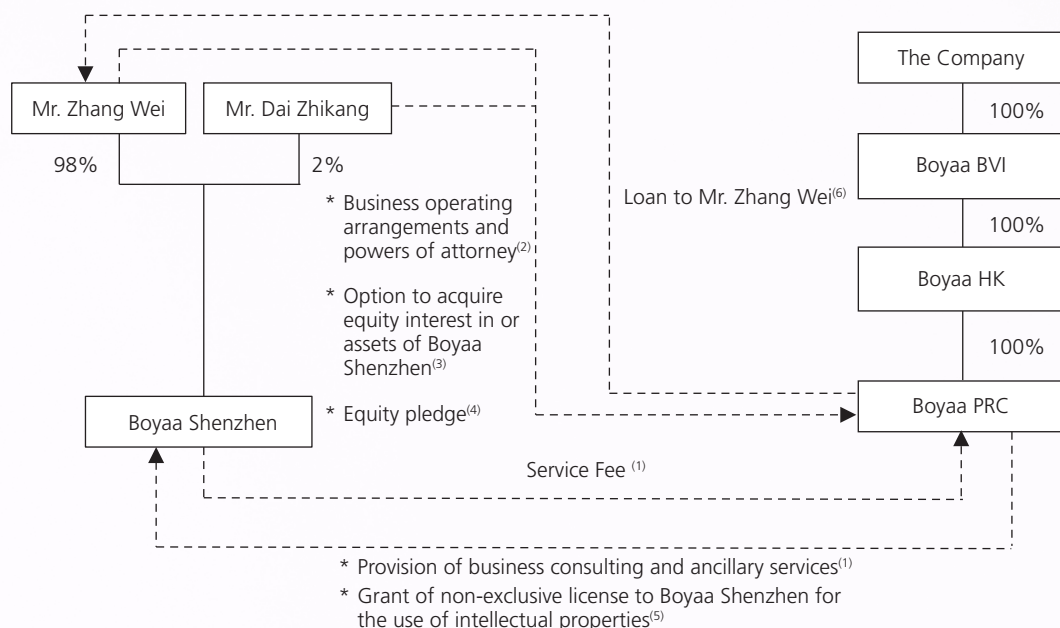 The Company
Mr. Zhang Wei
Mr. Dai Zhikang
100%
98%
2%
Boyaa BVI
* Business operating
arrangements and
powers of attorney(2)
Loan to Mr. Zhang Wei(6)
100%
* Option to acquire
equity interest in or
assets of Boyaa
Shenzhen(3)
Boyaa HK
100%
* Equity pledge(4)
Boyaa Shenzhen
Boyaa PRC
Service Fee (1)
* Provision of business consulting and ancillary services(1)
* Grant of non-exclusive license to Boyaa Shenzhen for
the use of intellectual properties(5)